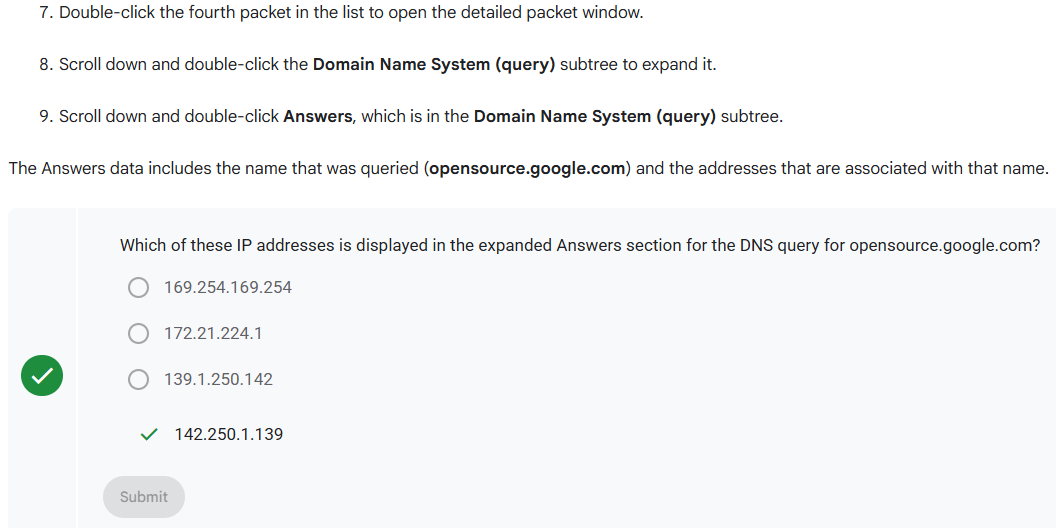 7. Double-click the fourth packet in the list to open the detailed packet window.
8. Scroll down and double-click the Domain Name System (query) subtree to expand it.
9. Scroll down and double-click Answers, which is in the Domain Name System (query) subtree.
The Answers data includes the name that was queried (opensource.google.com) and the addresses that are associated with that name.
Which of these IP addresses is displayed in the expanded Answers section for the DNS query for opensource.google.com?
169.254.169.254
172.21.224.1
139.1.250.142
142.250.1.139
Submit